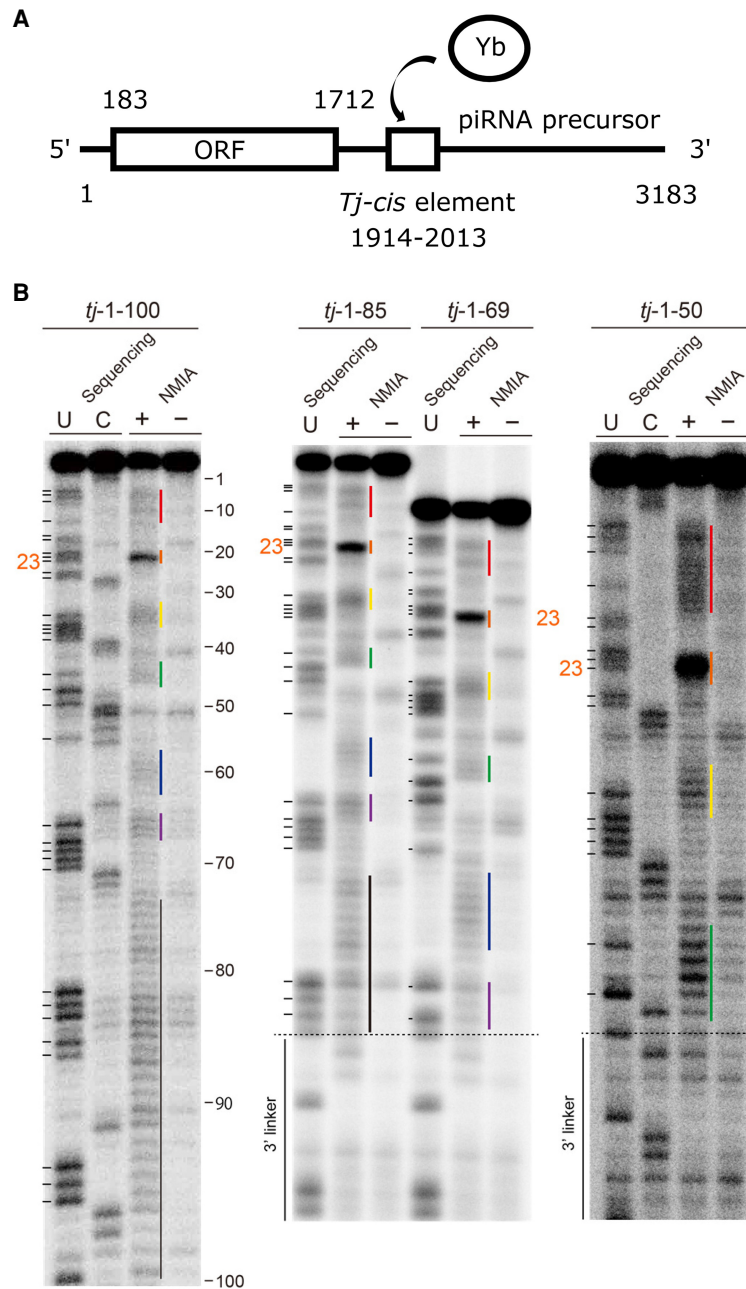 A
Yb
183
1712
piRNA precursor
5'
ORF
3'
1
Tj-cis element
3183
1914-2013
B
tj-1-100
tj-1-85
tj-1-69
tj-1-50
Sequencing
NMIA
Sequencing
NMIA
Sequencing
NMIA
Sequencing
NMIA
U C + −
U + −
U + −
U C + −
−1
−10
−20
23
23
23
23
−30
−40
−50
−60
−70
−80
−90
−100
3' linker
3' linker